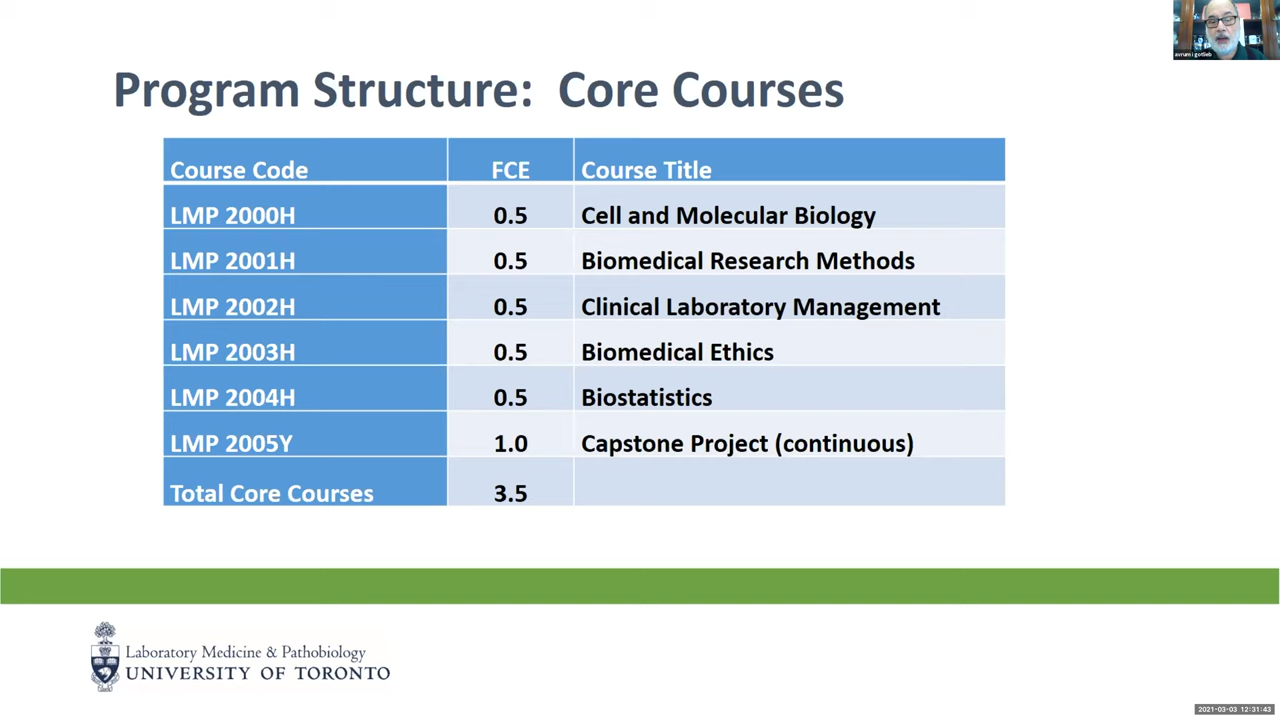 avrum i gotlieb
Program Structure:  Core Courses
Course Code FCE Course Title
LMP 2000H 0.5 Cell and Molecular Biology
LMP 2001H 0.5 Biomedical Research Methods
LMP 2002H 0.5 Clinical Laboratory Management
LMP 2003H 0.5 Biomedical Ethics
LMP 2004H 0.5 Biostatistics
LMP 2005Y 1.0 Capstone Project (continuous)
Total Core Courses 3.5
Laboratory Medicine & Pathobiology
UNIVERSITY OF TORONTO
2021-03-03 12:31:43